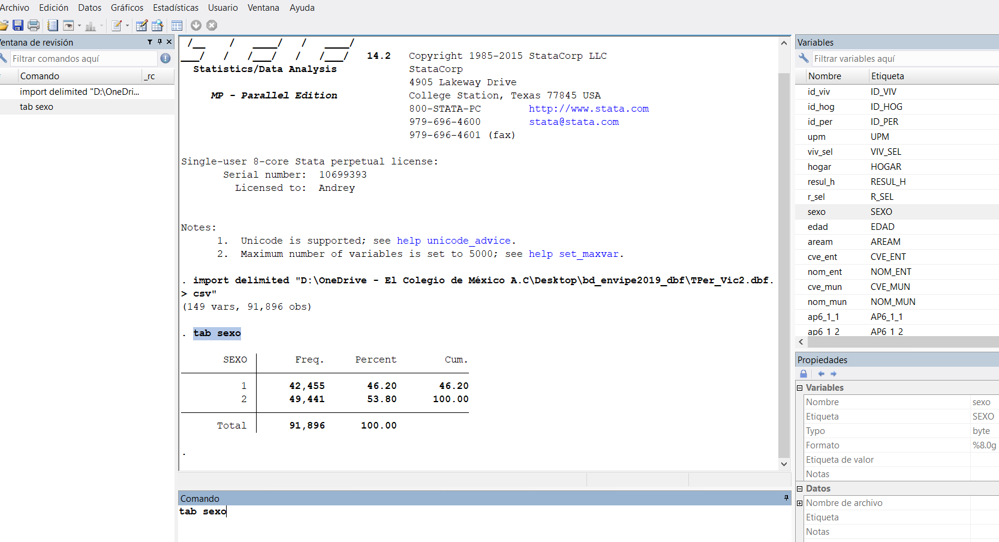 Archivo Edición Datos Gráficos Estadísticas Usuario Ventana Ayuda
Ventana de revisión
Filtrar comandos aquí
Comando _rc
import delimited "D:\OneDri...
tab sexo
14.2 Copyright 1985-2015 StataCorp LLC
Statistics/Data Analysis StataCorp
4905 Lakeway Drive
MP - Parallel Edition College Station, Texas 77845 USA
800-STATA-PC http://www.stata.com
979-696-4600 stata@stata.com
979-696-4601 (fax)
Single-user 8-core Stata perpetual license:
Serial number: 10699393
Licensed to: Andrey
Notes:
1. Unicode is supported; see help unicode_advice.
2. Maximum number of variables is set to 5000; see help set_maxvar.
. import delimited "D:\OneDrive - El Colegio de México A.C\Desktop\bd_envipe2019_dbf\TPer_Vic2.dbf.
> csv"
(149 vars, 91,896 obs)
. tab sexo
SEXO Freq. Percent Cum.
1 42,455 46.20 46.20
2 49,441 53.80 100.00
Total 91,896 100.00
.
Comando
tab sexo
Variables
Filtrar variables aquí
Nombre Etiqueta
id_viv ID_VIV
id_hog ID_HOG
id_per ID_PER
upm UPM
viv_sel VIV_SEL
hogar HOGAR
resul_h RESUL_H
r_sel R_SEL
sexo SEXO
edad EDAD
aream AREAM
cve_ent CVE_ENT
nom_ent NOM_ENT
cve_mun CVE_MUN
nom_mun NOM_MUN
ap6_1_1 AP6_1_1
ap6_1_2 AP6_1_2
Propiedades
Variables
Nombre sexo
Etiqueta SEXO
Typo byte
Formato %8.0g
Etiqueta de valor
Notas
Datos
Nombre de archivo
Etiqueta
Notas